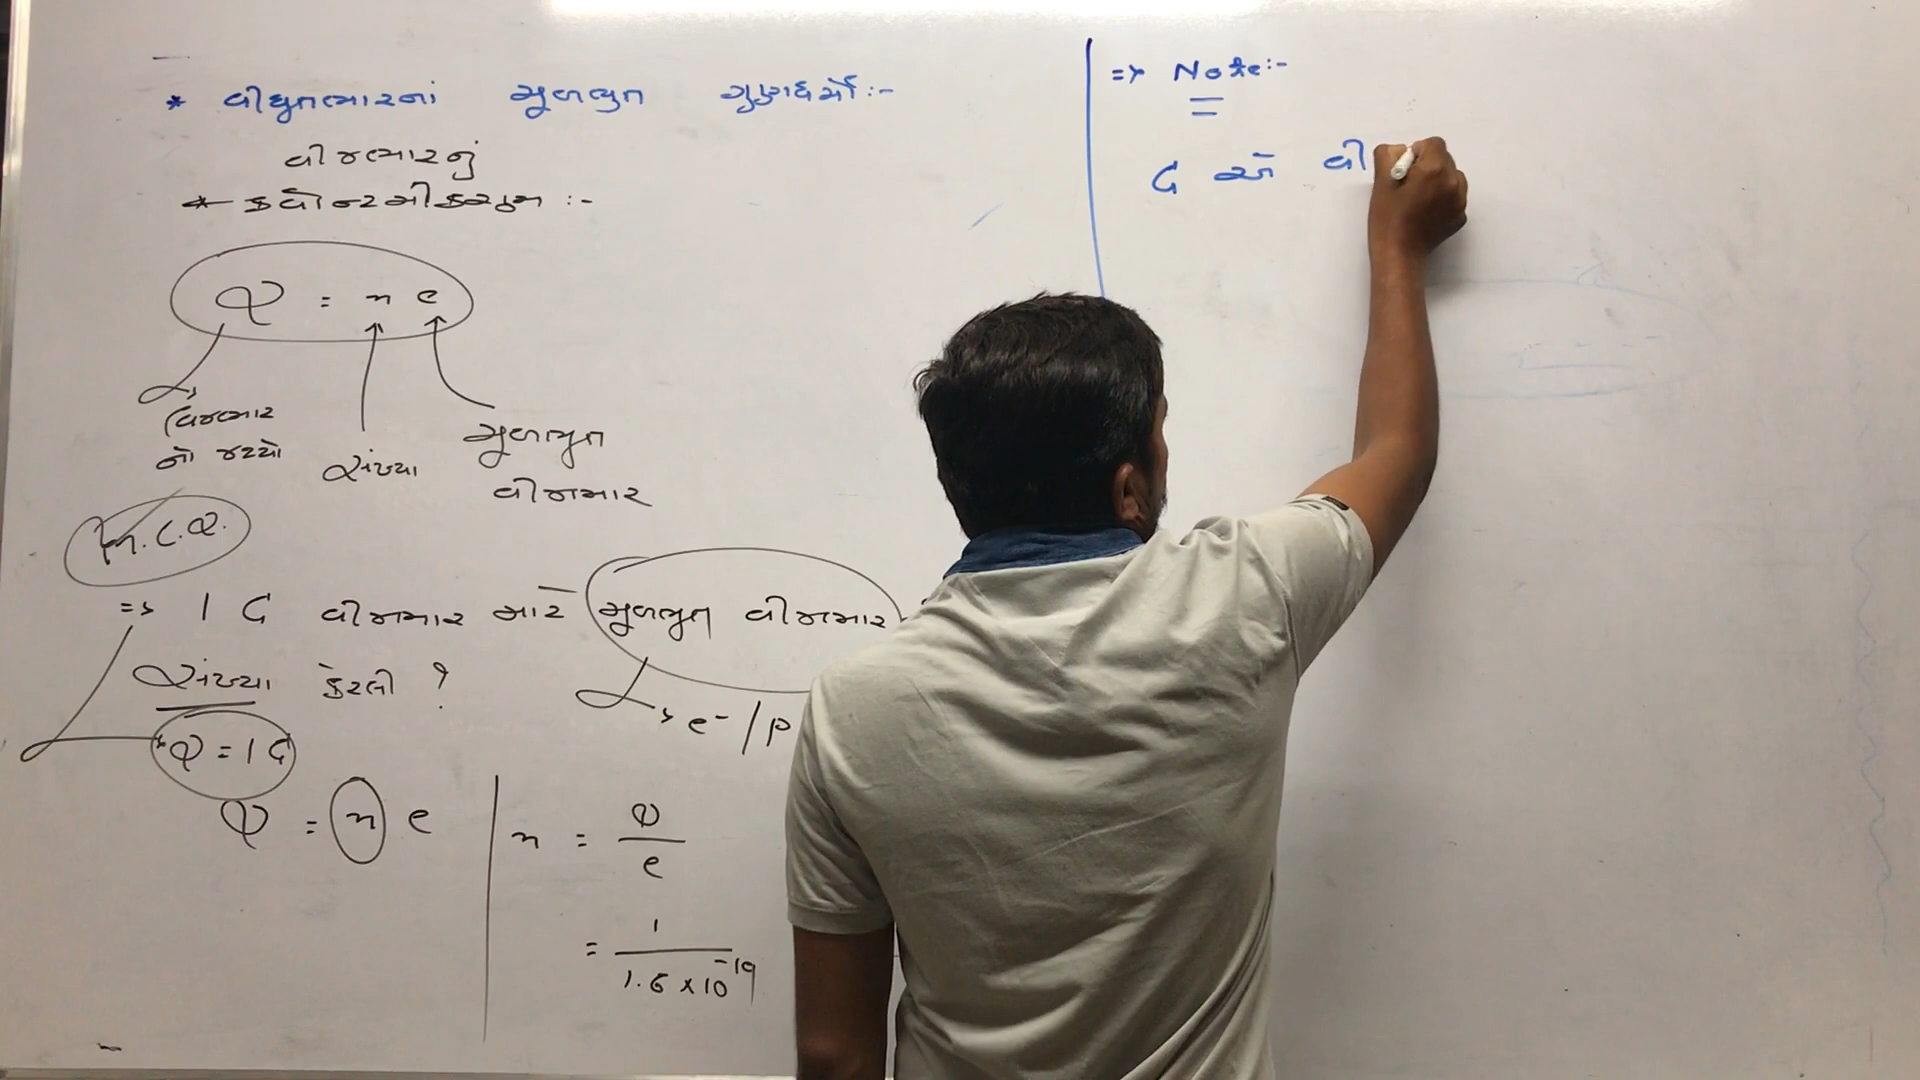 * વીદ્યુતભારનાં મૂળભુત ગુણધર્મો :-
વીજભારનું
* ક્વોન્ટમીકરણ :-
Q = n e
વિજભાર
નો જથ્થો
સંખ્યા
મૂળભુત
વીજભાર
M.C.Q.
=> 1 C વીજભાર માટે મૂળભુત વીજભાર
સંખ્યા કેટલી ?
e- / p
Q = 1 C
Q = n e
n = Q / e
= 1 / 1.6 × 10^-19
=> Note :-
C એ વી